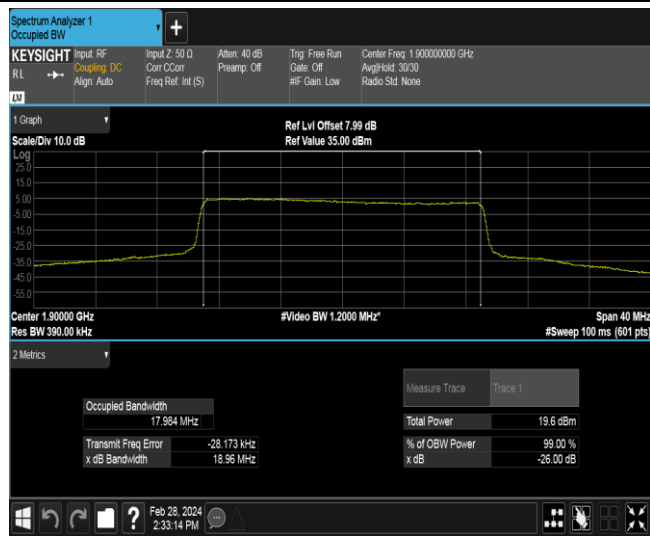 Spectrum Analyzer 1
Occupied BW
+
KEYSIGHT
RL
Input: RF
Coupling: DC
Align: Auto
Input Z: 50 Ω
Corr CCorr
Freq Ref: Int (S)
Atten: 40 dB
Preamp: Off
Trig: Free Run
Gate: Off
#IF Gain: Low
Center Freq: 1.900000000 GHz
Avg|Hold: 30/30
Radio Std: None
LXI
1 Graph
Scale/Div 10.0 dB
Ref Lvl Offset 7.99 dB
Ref Value 35.00 dBm
Log
25.0
15.0
5.00
-5.00
-15.0
-25.0
-35.0
-45.0
-55.0
Center 1.90000 GHz
#Video BW 1.2000 MHz*
Span 40 MHz
Res BW 390.00 kHz
#Sweep 100 ms (601 pts)
2 Metrics
Measure Trace
Trace 1
Occupied Bandwidth
17.984 MHz
Total Power
19.6 dBm
Transmit Freq Error
-28.173 kHz
% of OBW Power
99.00 %
x dB Bandwidth
18.96 MHz
x dB
-26.00 dB
?
Feb 28, 2024
2:33:14 PM